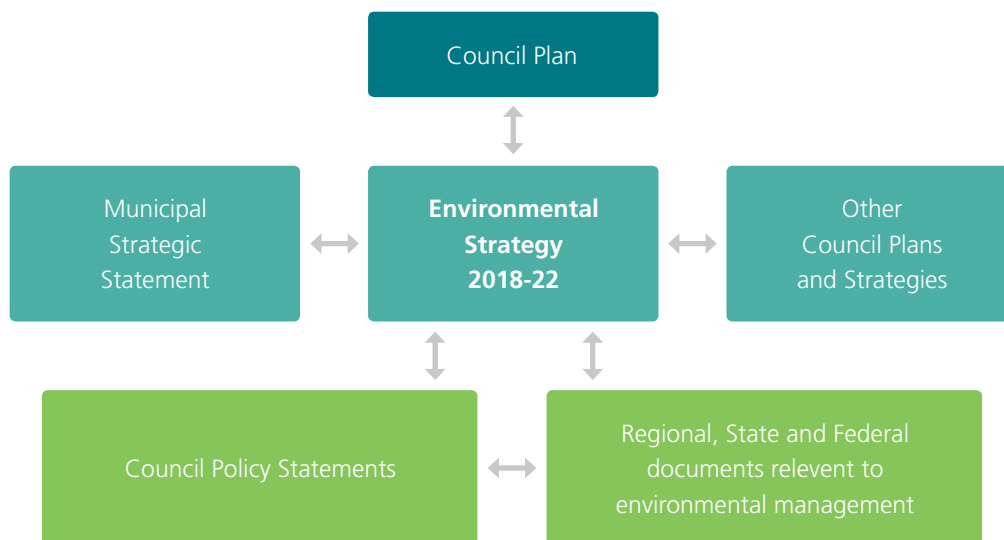 Council Plan
Municipal
Strategic
Statement
Environmental
Strategy
2018-22
Other
Council Plans
and Strategies
Council Policy Statements
Regional, State and Federal
documents relevent to
environmental management